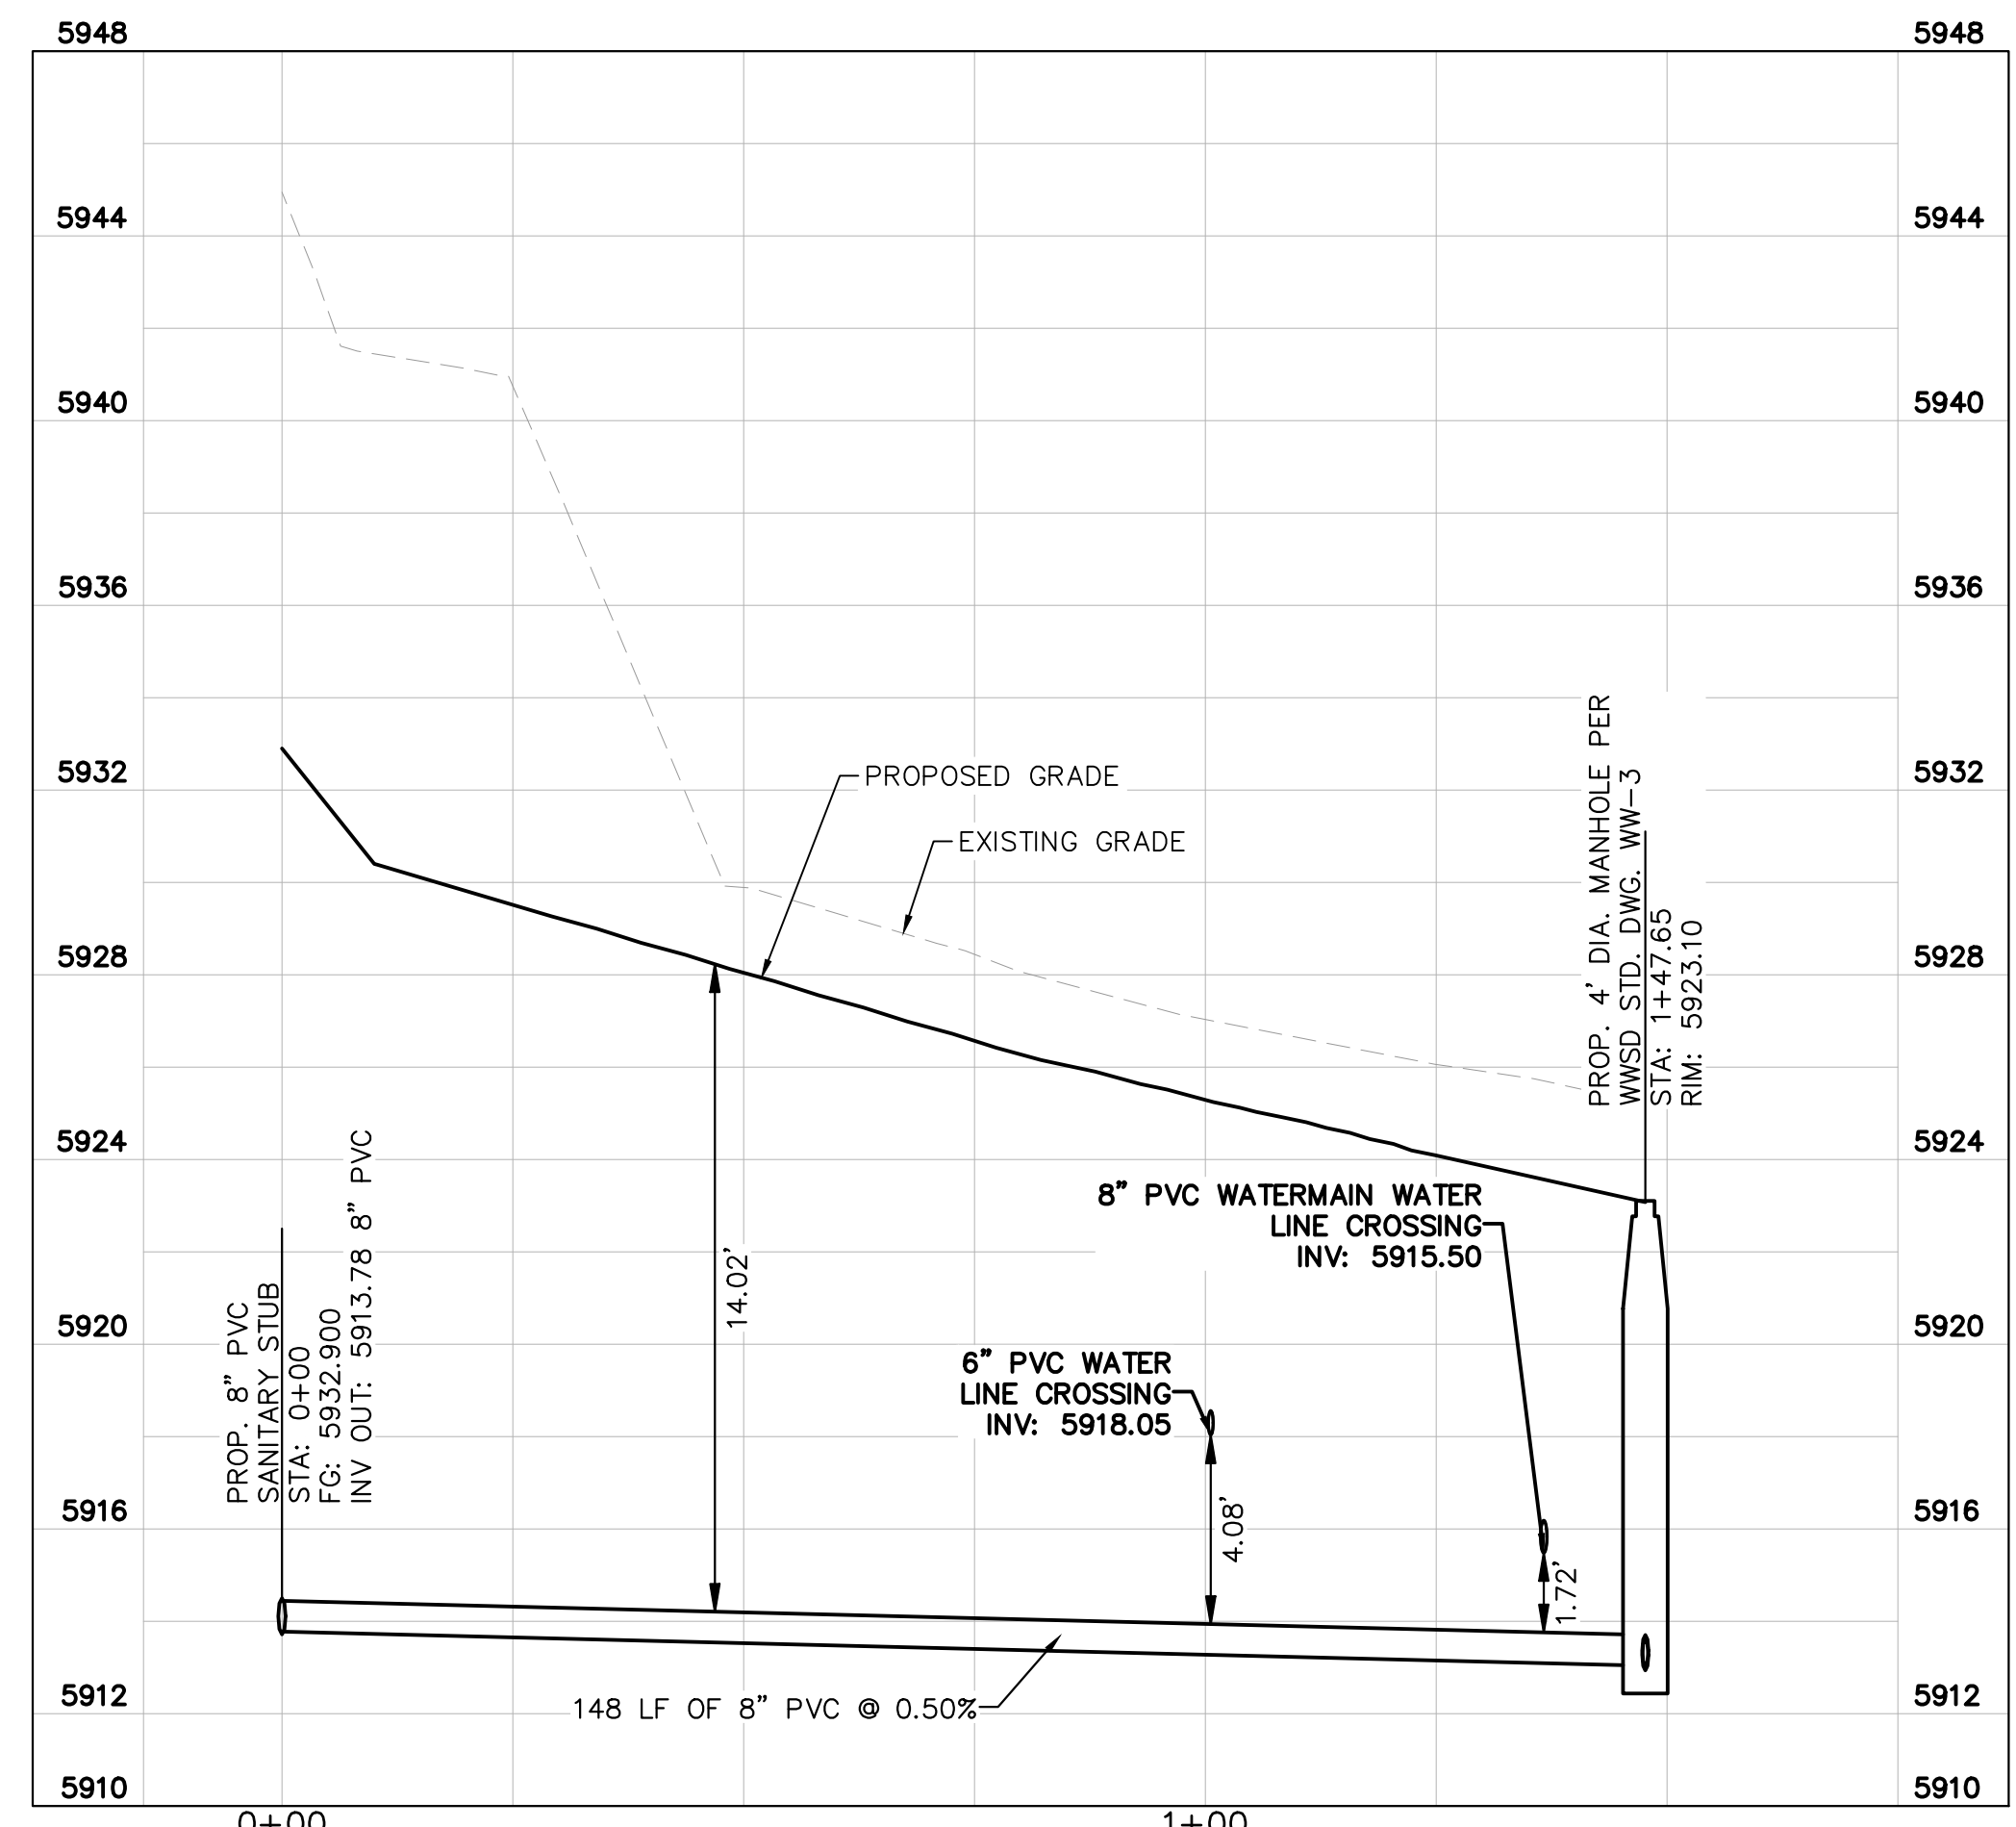 5948
5948
5944
5944
5940
5940
5936
5936
5932
5932
5928
5928
5924
5924
5920
5920
5916
5916
5912
5912
5910
5910
PROPOSED GRADE
EXISTING GRADE
PROP. 4' DIA. MANHOLE PER
WWSD STD. DWG. WW-3
STA: 1+47.65
RIM: 5923.10
PROP. 8" PVC
SANITARY STUB
STA: 0+00
FG: 5932.900
INV OUT: 5913.78 8" PVC
14.02'
8" PVC WATERMAIN WATER
LINE CROSSING
INV: 5915.50
6" PVC WATER
LINE CROSSING
INV: 5918.05
4.08'
1.72'
148 LF OF 8" PVC @ 0.50%
0+00
1+00